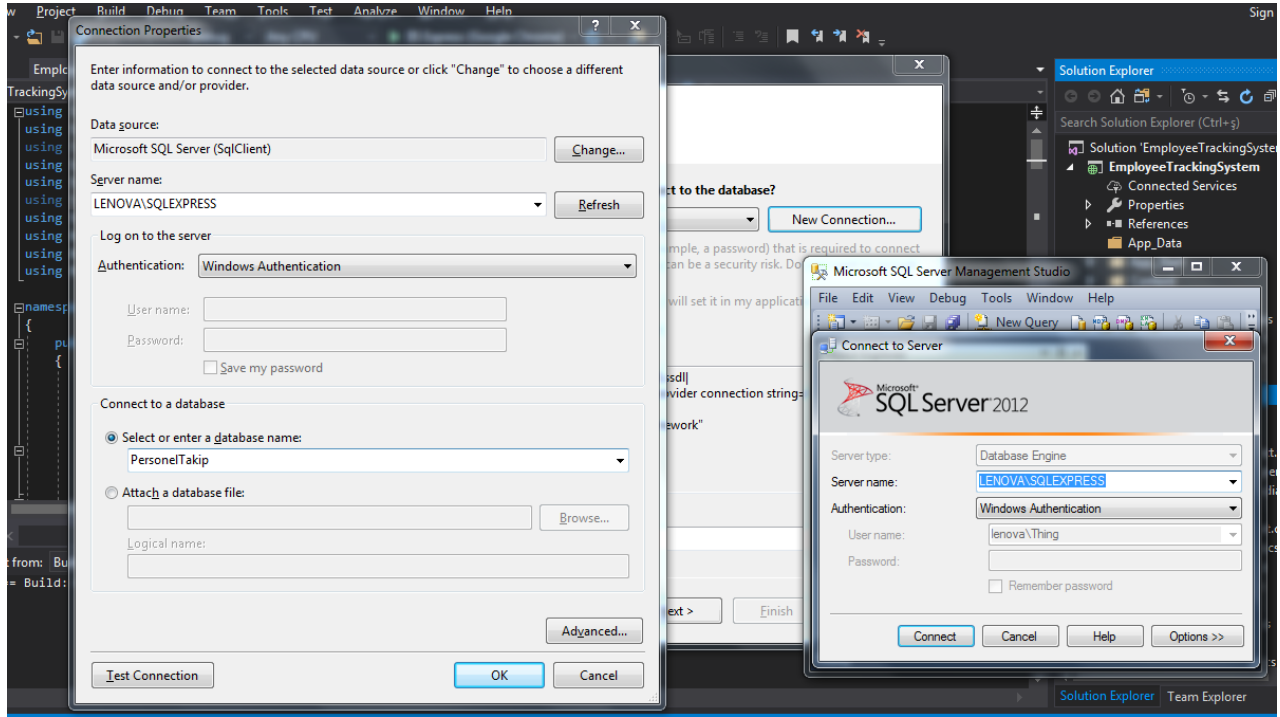 w Project Build Debug Team Tools Test Analyze Window Help
Sign
Connection Properties
? X
Enter information to connect to the selected data source or click "Change" to choose a different
data source and/or provider.
Data source:
Microsoft SQL Server (SqlClient)
Change...
Server name:
LENOVA\SQLEXPRESS
Refresh
Log on to the server
Authentication:
Windows Authentication
User name:
Password:
Save my password
Connect to a database
Select or enter a database name:
PersonelTakip
Attach a database file:
Browse...
Logical name:
Advanced...
Test Connection
OK
Cancel
Emplo
TrackingSy
using
using
using
using
using
using
using
using
using
using
namesp
{
pu
{
t from: Bu
== Build:
X
ct to the database?
New Connection...
mple, a password) that is required to connect
can be a security risk. Do
will set it in my applicati
ssdl|
vider connection string=
ework"
ext >
Finish
Solution Explorer
Search Solution Explorer (Ctrl+ş)
Solution 'EmployeeTrackingSyste
EmployeeTrackingSystem
Connected Services
Properties
References
App_Data
Microsoft SQL Server Management Studio
File Edit View Debug Tools Window Help
New Query
Connect to Server
Microsoft
SQL Server 2012
Server type:
Database Engine
Server name:
LENOVA\SQLEXPRESS
Authentication:
Windows Authentication
User name:
lenova\Thing
Password:
Remember password
Connect
Cancel
Help
Options >>
Solution Explorer
Team Explorer